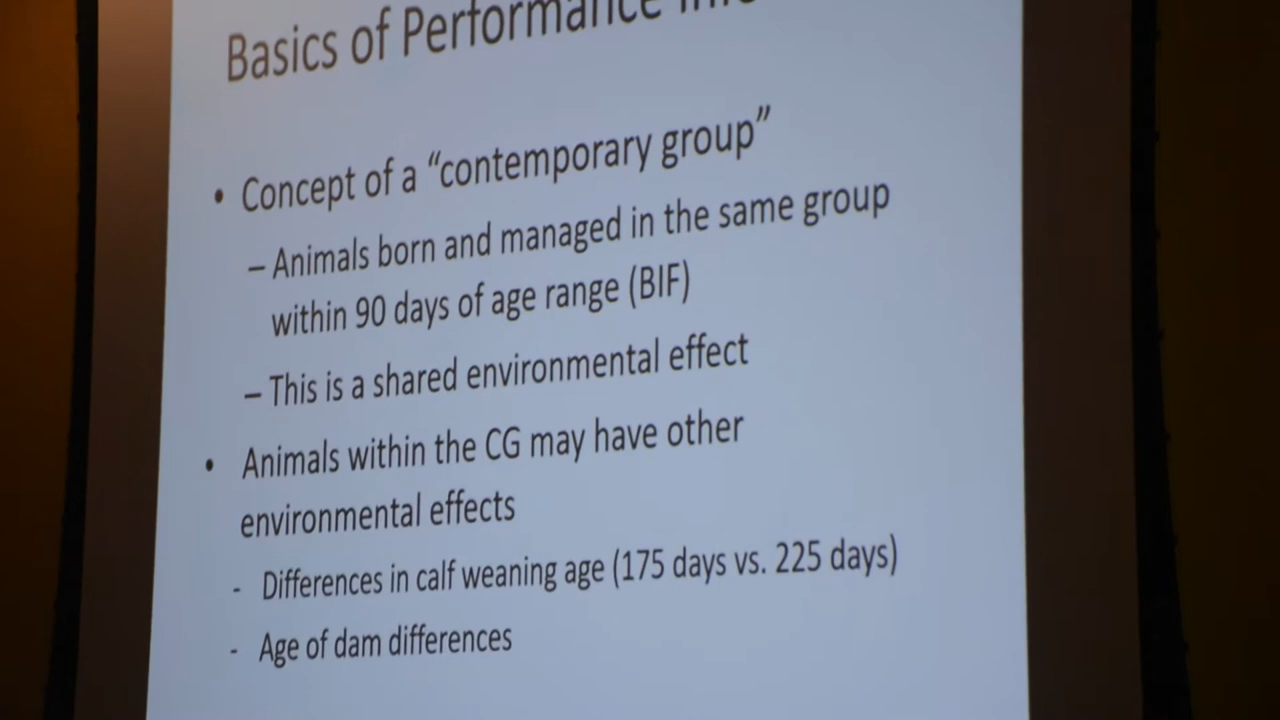 Basics of Performance
• Concept of a “contemporary group”
– Animals born and managed in the same group
within 90 days of age range (BIF)
– This is a shared environmental effect
• Animals within the CG may have other
environmental effects
- Differences in calf weaning age (175 days vs. 225 days)
- Age of dam differences